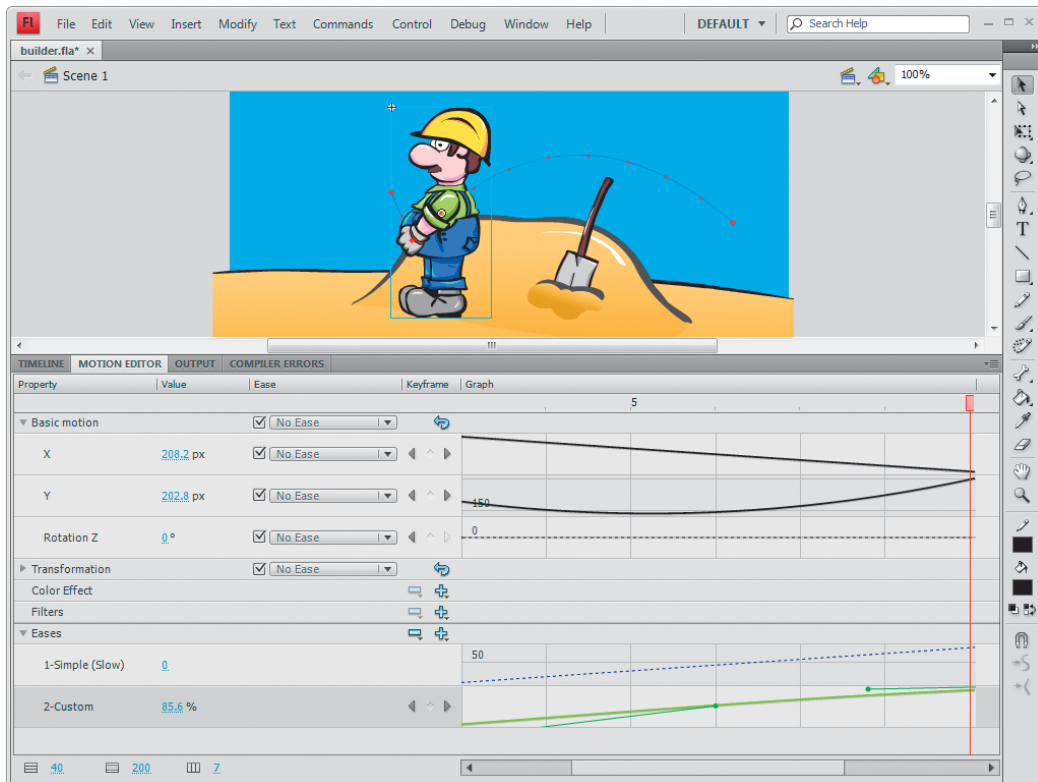 Fl File Edit View Insert Modify Text Commands Control Debug Window Help DEFAULT Search Help
builder.fla* ×
Scene 1 100%
T
TIMELINE MOTION EDITOR OUTPUT COMPILER ERRORS
Property Value Ease Keyframe Graph
5
Basic motion No Ease
X 208.2 px No Ease
Y 202.8 px No Ease 150
Rotation Z 0° No Ease 0
Transformation No Ease
Color Effect
Filters
Eases
1-Simple (Slow) 0 50
2-Custom 85.6 %
40 200 7